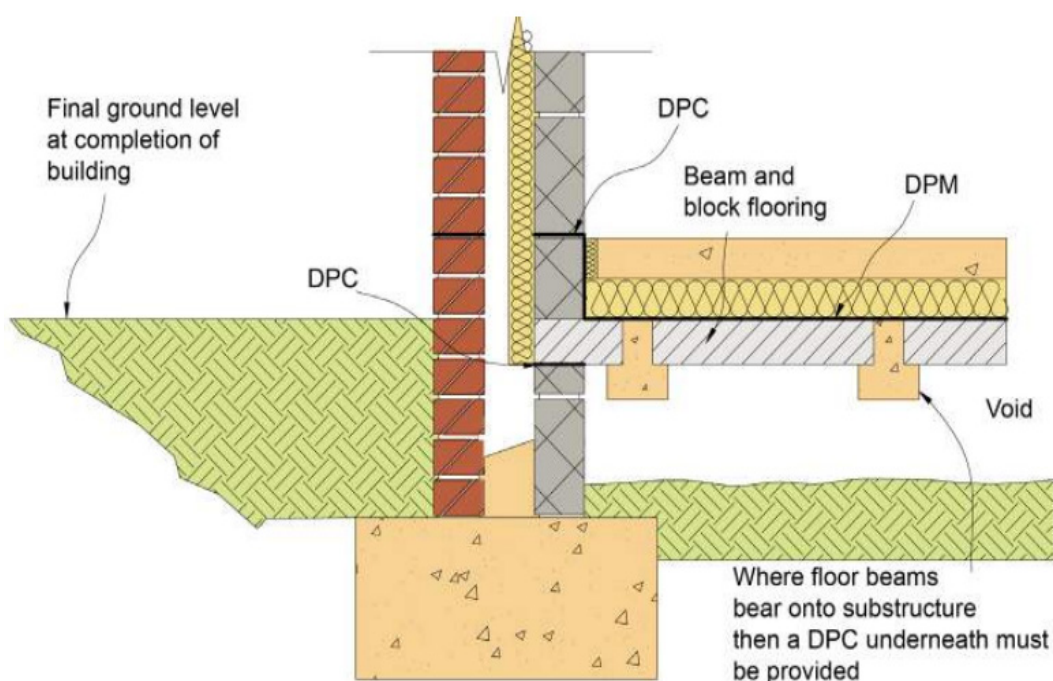 Final ground level
at completion of
building
DPC
Beam and
block flooring
DPM
DPC
Void
Where floor beams
bear onto substructure
then a DPC underneath must
be provided